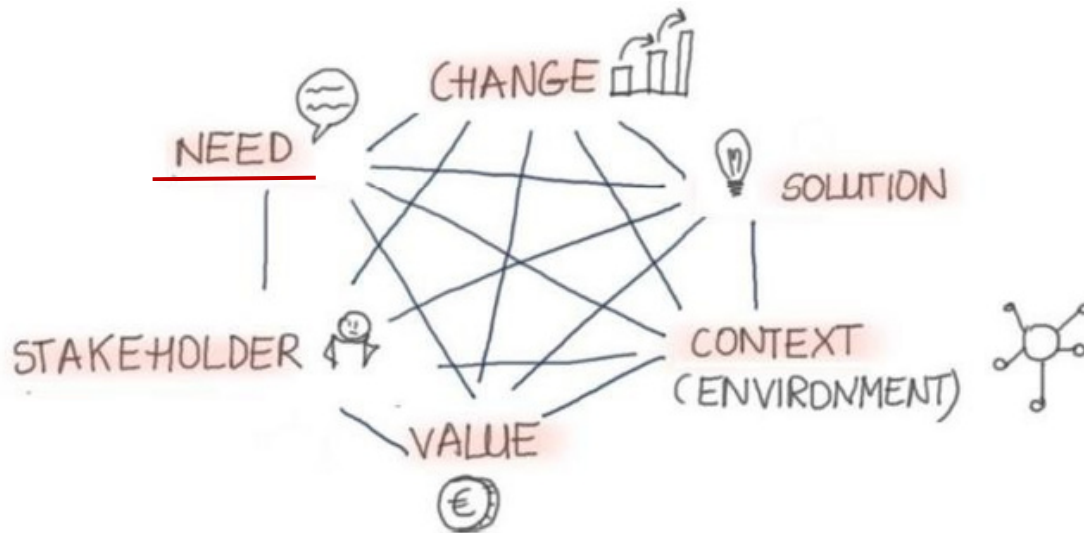 CHANGE
NEED
SOLUTION
STAKEHOLDER
CONTEXT
(ENVIRONMENT)
VALUE
€